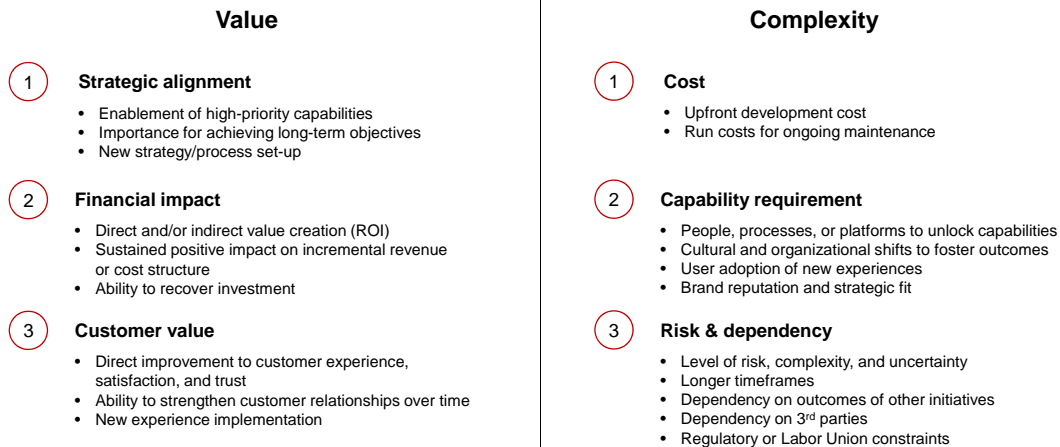 Value
1
Strategic alignment
• Enablement of high-priority capabilities
• Importance for achieving long-term objectives
• New strategy/process set-up
2
Financial impact
• Direct and/or indirect value creation (ROI)
• Sustained positive impact on incremental revenue
or cost structure
• Ability to recover investment
3
Customer value
• Direct improvement to customer experience,
satisfaction, and trust
• Ability to strengthen customer relationships over time
• New experience implementation
Complexity
1
Cost
• Upfront development cost
• Run costs for ongoing maintenance
2
Capability requirement
• People, processes, or platforms to unlock capabilities
• Cultural and organizational shifts to foster outcomes
• User adoption of new experiences
• Brand reputation and strategic fit
3
Risk & dependency
• Level of risk, complexity, and uncertainty
• Longer timeframes
• Dependency on outcomes of other initiatives
• Dependency on 3rd parties
• Regulatory or Labor Union constraints